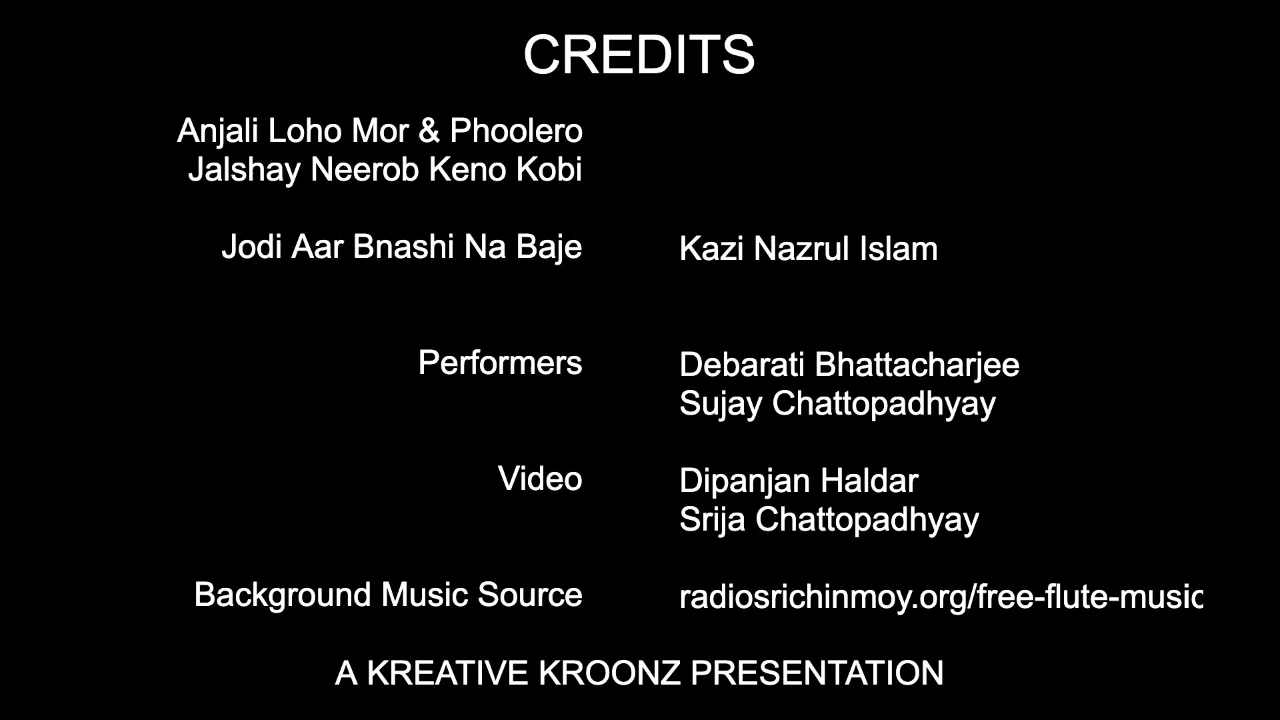 CREDITS
Anjali Loho Mor & Phoolero
Jalshay Neerob Keno Kobi
Jodi Aar Bnashi Na Baje
Kazi Nazrul Islam
Performers
Debarati Bhattacharjee
Sujay Chattopadhyay
Video
Dipanjan Haldar
Srija Chattopadhyay
Background Music Source
radiosrichinmoy.org/free-flute-music
A KREATIVE KROONZ PRESENTATION